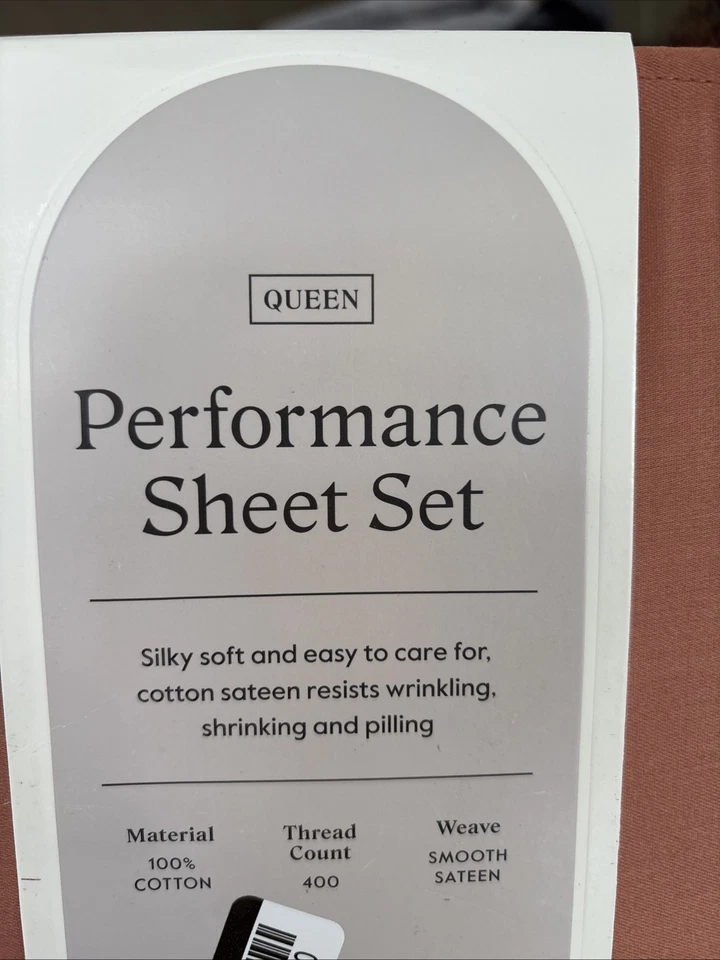 QUEEN
Performance
Sheet Set
Silky soft and easy to care for,
cotton sateen resists wrinkling,
shrinking and pilling
Material
100%
COTTON
Thread
Count
400
Weave
SMOOTH
SATEEN